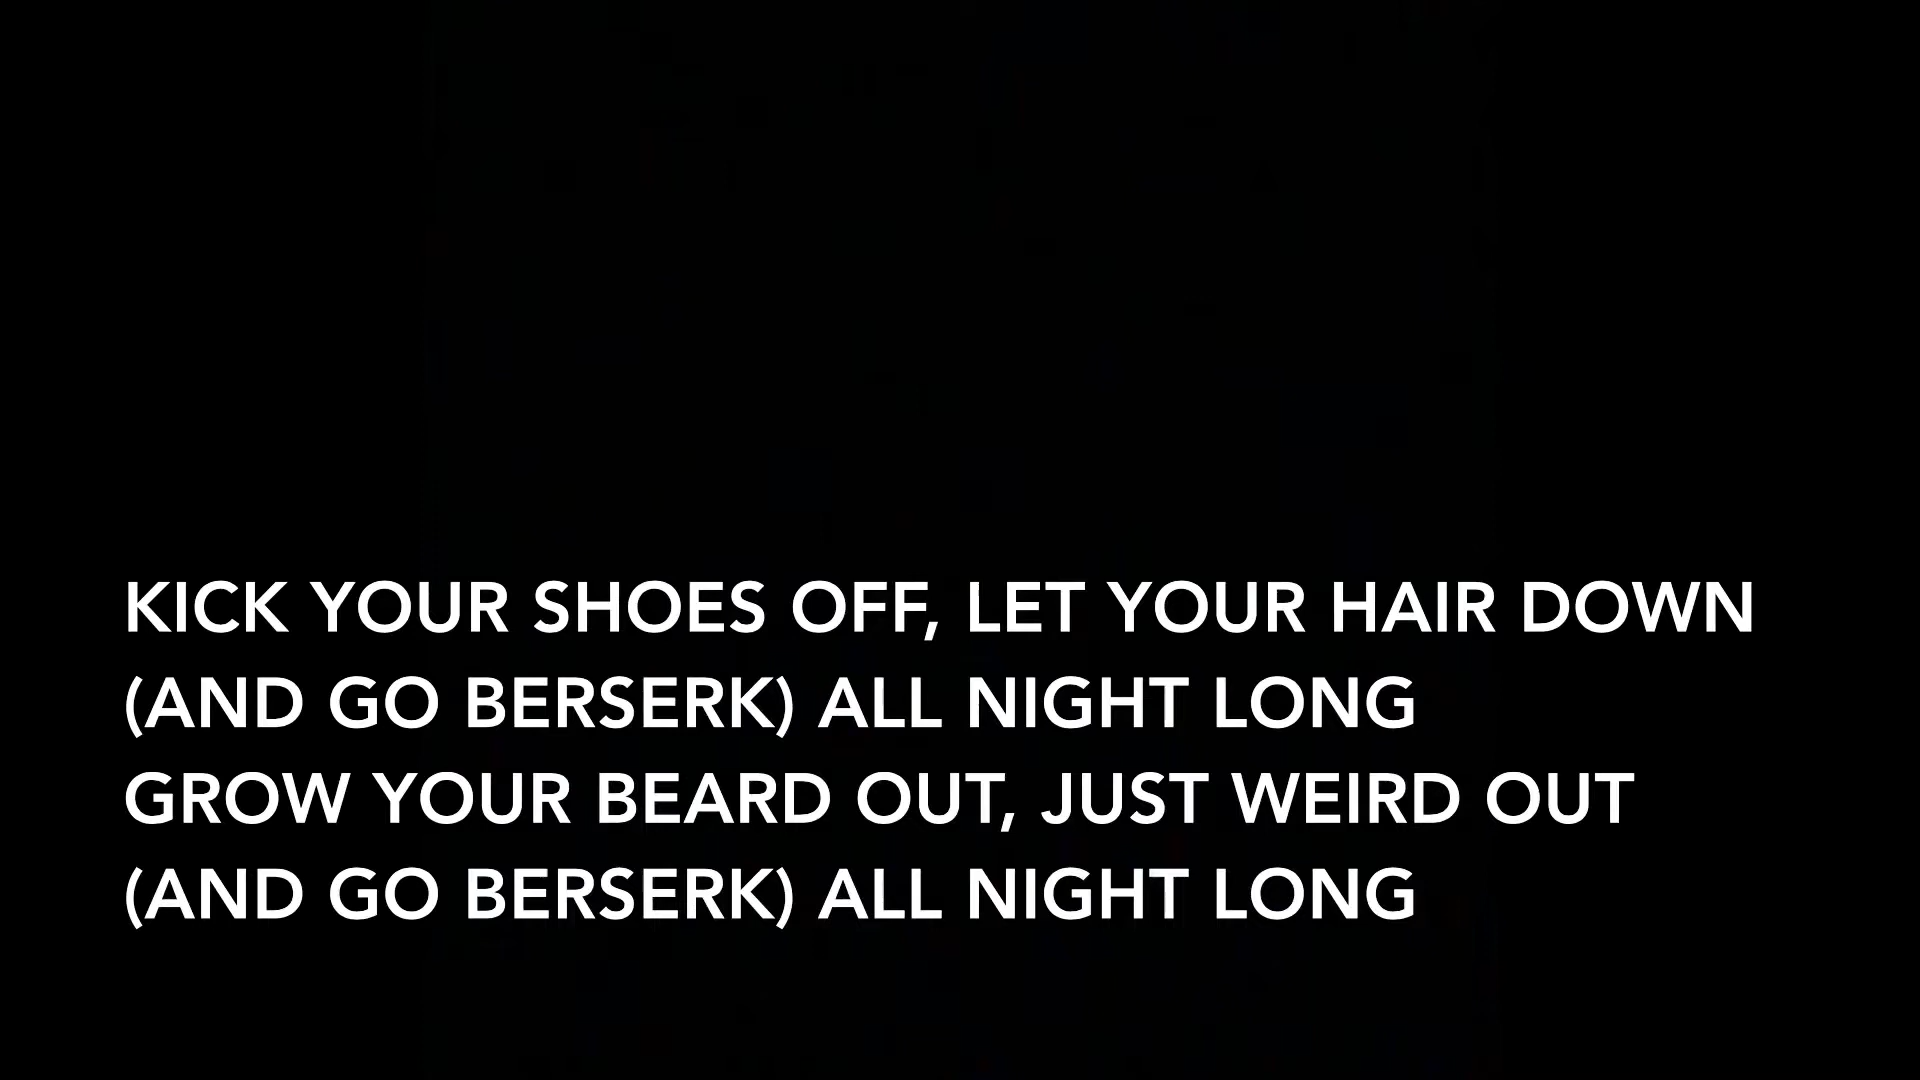 KICK YOUR SHOES OFF, LET YOUR HAIR DOWN
(AND GO BERSERK) ALL NIGHT LONG
GROW YOUR BEARD OUT, JUST WEIRD OUT
(AND GO BERSERK) ALL NIGHT LONG